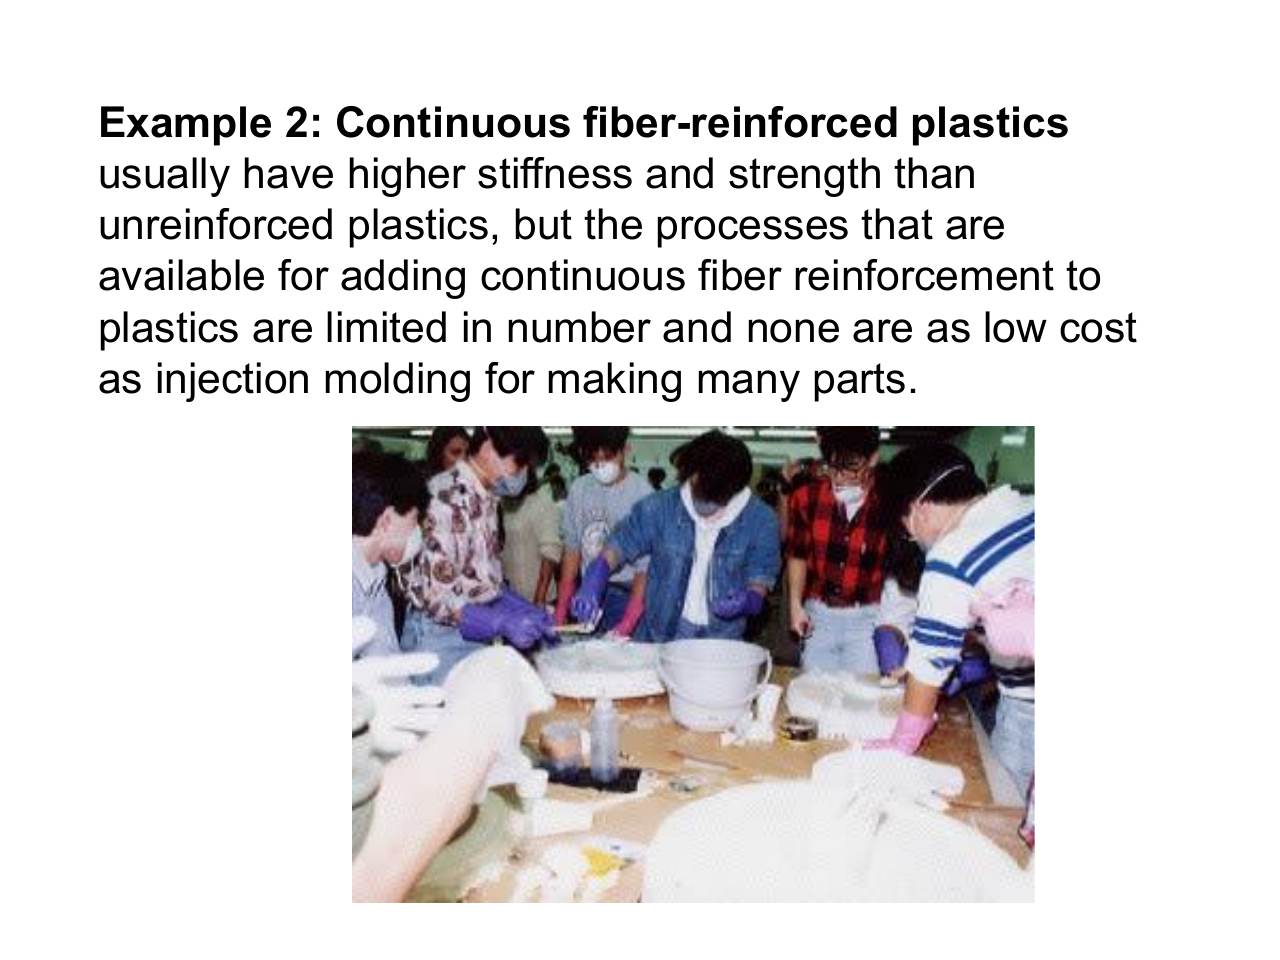 Example 2: Continuous fiber-reinforced plastics
usually have higher stiffness and strength than
unreinforced plastics, but the processes that are
available for adding continuous fiber reinforcement to
plastics are limited in number and none are as low cost
as injection molding for making many parts.